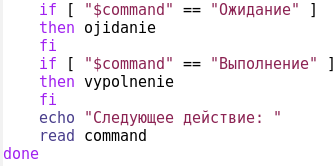 if [ "$command" == "Ожидание" ]
then ojidanie
fi
if [ "$command" == "Выполнение" ]
then vypolnenie
fi
echo "Следующее действие: "
read command
done